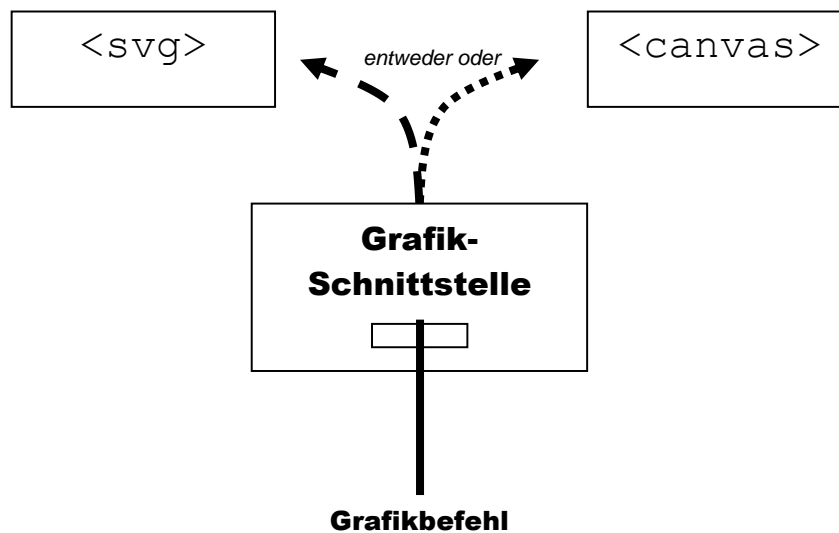 <svg>
entweder oder
<canvas>
Grafik-
Schnittstelle
Grafikbefehl